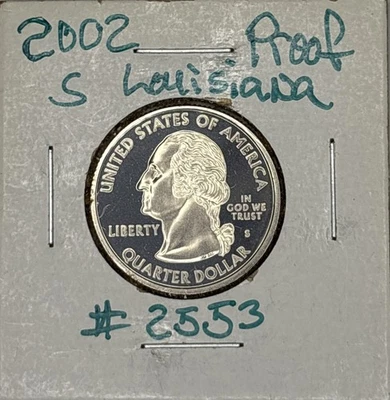 2002 Proof
S Louisiana
UNITED STATES OF AMERICA
IN
GOD WE
TRUST
LIBERTY S
QUARTER DOLLAR
# 2553